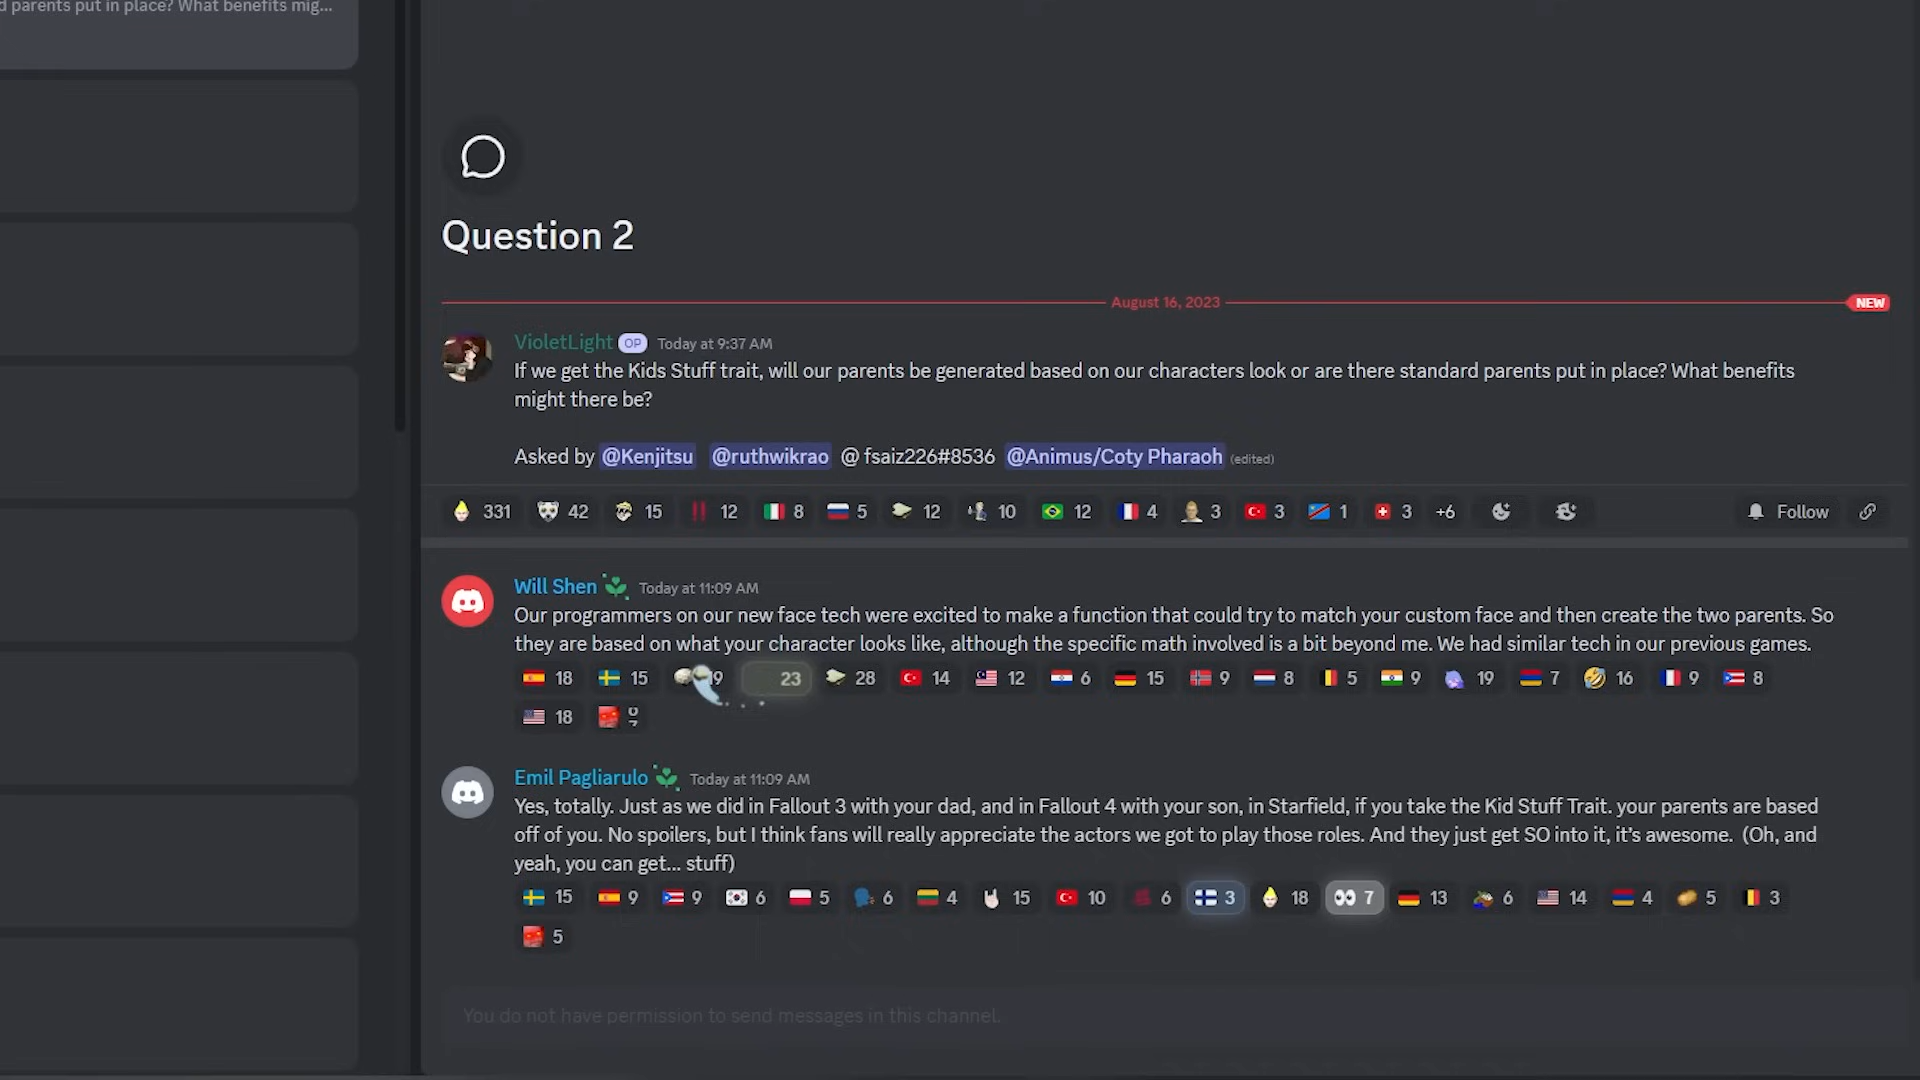 d parents put in place? What benefits mig...
Question 2
August 16, 2023
NEW
VioletLight OP Today at 9:37 AM
If we get the Kids Stuff trait, will our parents be generated based on our characters look or are there standard parents put in place? What benefits
might there be?
Asked by @Kenjitsu @ruthwikrao @fsaiz226#8536 @Animus/Coty Pharaoh (edited)
331 42 15 12 8 5 12 10 12 4 3 3 1 3 +6 Follow
Will Shen Today at 11:09 AM
Our programmers on our new face tech were excited to make a function that could try to match your custom face and then create the two parents. So
they are based on what your character looks like, although the specific math involved is a bit beyond me. We had similar tech in our previous games.
18 15 19 23 28 14 12 6 15 9 8 5 9 19 7 16 9 8
18
Emil Pagliarulo Today at 11:09 AM
Yes, totally. Just as we did in Fallout 3 with your dad, and in Fallout 4 with your son, in Starfield, if you take the Kid Stuff Trait. your parents are based
off of you. No spoilers, but I think fans will really appreciate the actors we got to play those roles. And they just get SO into it, it's awesome. (Oh, and
yeah, you can get... stuff)
15 9 9 6 5 6 4 15 10 6 3 18 7 13 6 14 4 5 3
5
You do not have permission to send messages in this channel.